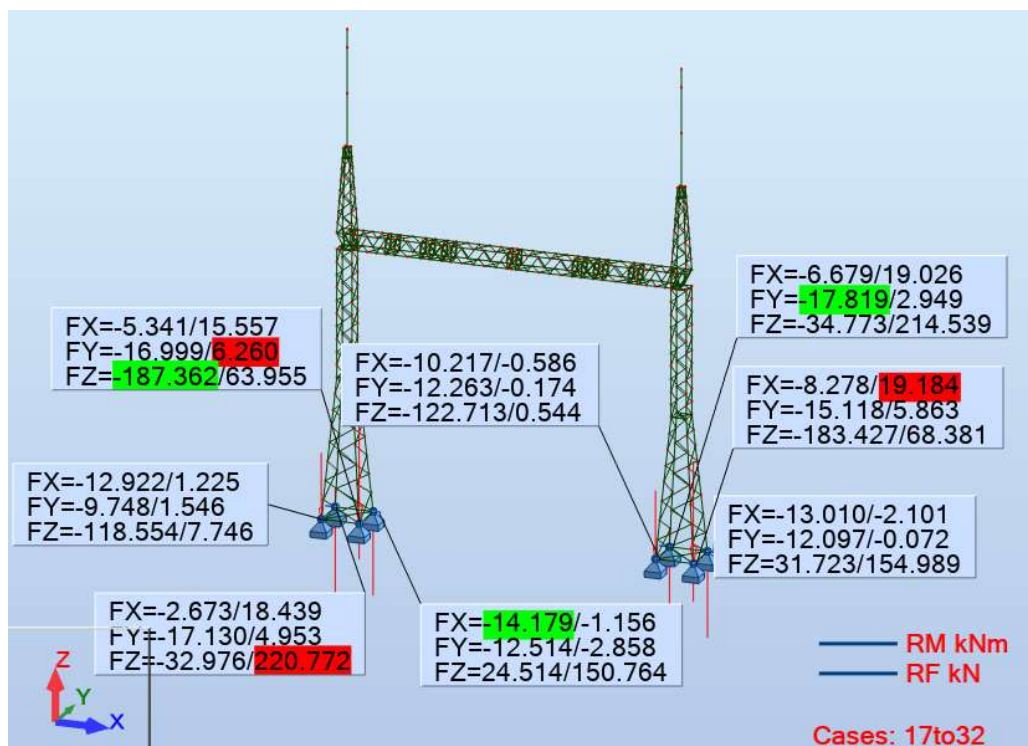 FX=-6.679/19.026
FY=-17.819/2.949
FZ=-34.773/214.539
FX=-5.341/15.557
FY=-16.999/6.260
FZ=-187.362/63.955
FX=-10.217/-0.586
FY=-12.263/-0.174
FZ=-122.713/0.544
FX=-8.278/19.184
FY=-15.118/5.863
FZ=-183.427/68.381
FX=-12.922/1.225
FY=-9.748/1.546
FZ=-118.554/7.746
FX=-13.010/-2.101
FY=-12.097/-0.072
FZ=31.723/154.989
FX=-2.673/18.439
FY=-17.130/4.953
FZ=-32.976/220.772
FX=-14.179/-1.156
FY=-12.514/-2.858
FZ=24.514/150.764
RM kNm
RF kN
Z
Y
X
Cases: 17to32